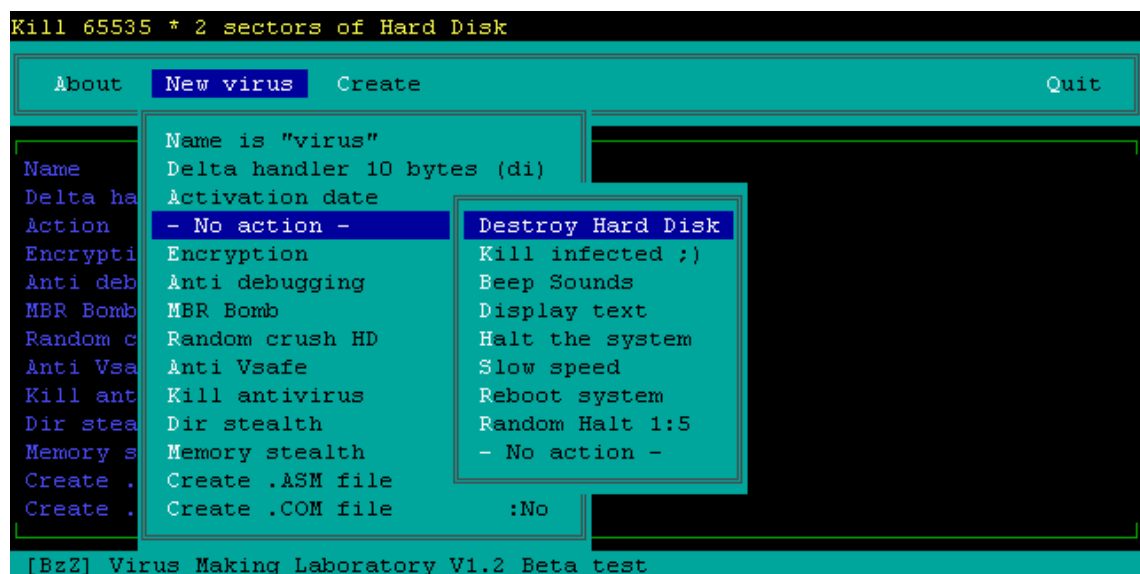 Kill 65535 * 2 sectors of Hard Disk
About New virus Create Quit
Name is "virus"
Name Delta handler 10 bytes (di)
Delta ha Activation date
Action - No action - Destroy Hard Disk
Encrypti Encryption Kill infected ;)
Anti deb Anti debugging Beep Sounds
MBR Bomb MBR Bomb Display text
Random c Random crush HD Halt the system
Anti Vsa Anti Vsafe Slow speed
Kill ant Kill antivirus Reboot system
Dir stea Dir stealth Random Halt 1:5
Memory s Memory stealth - No action -
Create . Create .ASM file
Create . Create .COM file :No
[BzZ] Virus Making Laboratory V1.2 Beta test